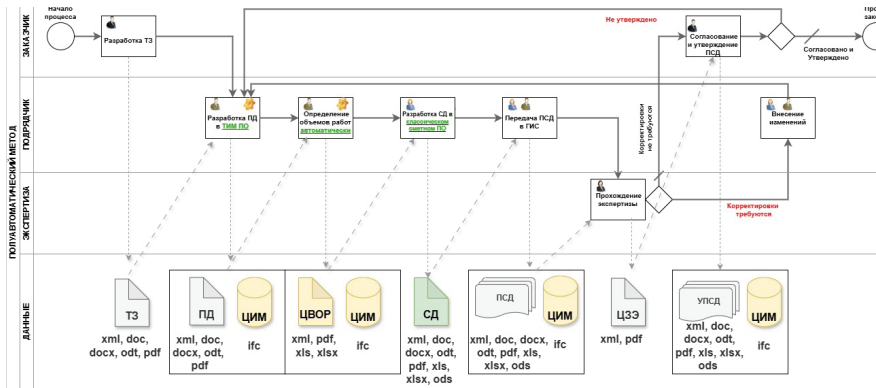 ПОЛУАВТОМАТИЧЕСКИЙ МЕТОД
ЗАКАЗЧИК
Начало
процесса
Разработка ТЗ
Не утверждено
Согласование
и утверждение
ПСД
Согласовано и
Утверждено
ПОДРЯДЧИК
Разработка ПД
в ТИМ ПО
Определение
объемов работ
автоматически
Разработка СД в
классическом
сметном ПО
Передача ПСД
в ГИС
Корректировки
не требуются
Внесение
изменений
ЭКСПЕРТИЗА
Прохождение
экспертизы
Корректировки
требуются
ДАННЫЕ
ТЗ
xml, doc,
docx, odt, pdf
ПД
xml, doc,
docx, odt,
pdf
ЦИМ
ifc
ЦВОР
xml, pdf,
xls, xlsx
ЦИМ
ifc
СД
xml, doc,
docx, odt,
pdf, xls,
xlsx, ods
ПСД
xml, doc, docx,
odt, pdf, xls,
xlsx, ods
ЦИМ
ifc
ЦЗЭ
xml, pdf
УПСД
xml, doc,
docx, odt,
pdf, xls, xlsx,
ods
ЦИМ
ifc